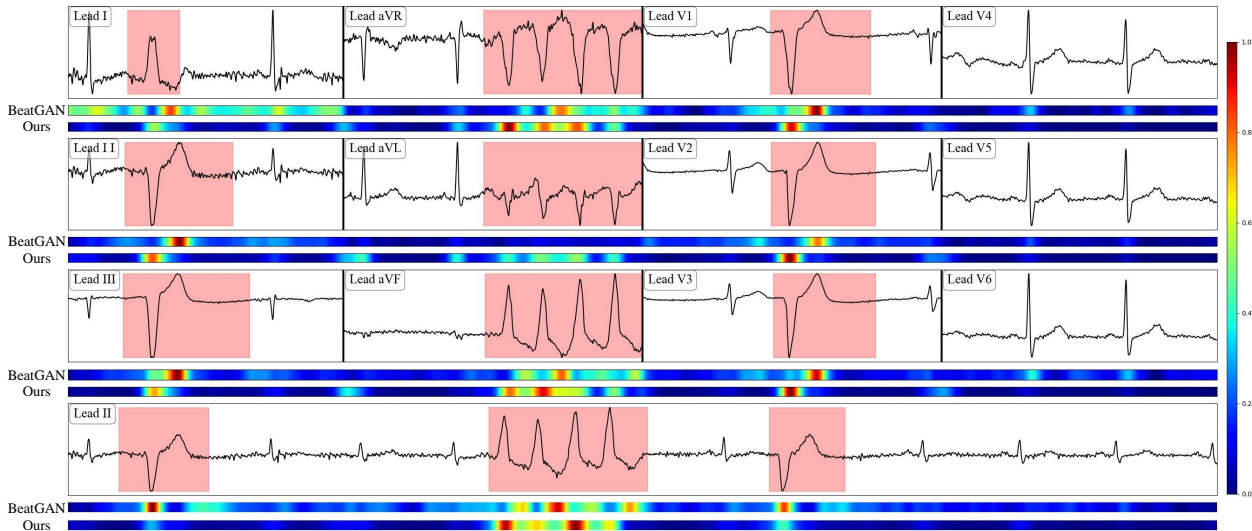 Lead I
Lead aVR
Lead V1
Lead V4
1.0
BeatGAN
Ours
Lead I I
Lead aVL
Lead V2
Lead V5
0.8
BeatGAN
Ours
0.6
Lead III
Lead aVF
Lead V3
Lead V6
0.4
BeatGAN
Ours
0.2
Lead II
0.0
BeatGAN
Ours